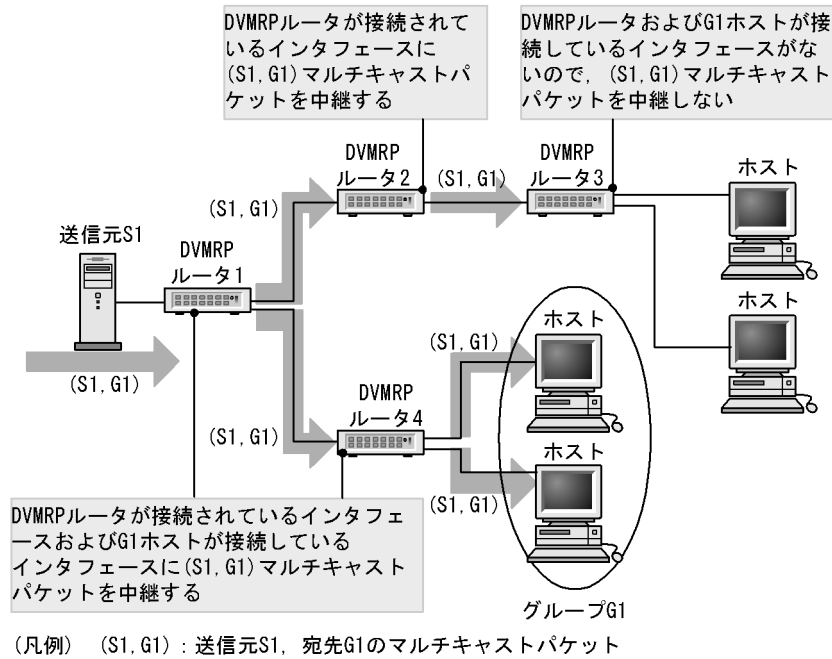 DVMRPルータが接続されて
いるインタフェースに
(S1,G1)マルチキャストパ
ケットを中継する
DVMRPルータおよびG1ホストが接
続しているインタフェースがな
いので，(S1,G1)マルチキャスト
パケットを中継しない
DVMRP
ルータ2
(S1,G1)
DVMRP
ルータ3
ホスト
(S1,G1)
送信元S1
DVMRP
ルータ1
ホスト
ホスト
(S1,G1)
(S1,G1)
DVMRP
ルータ4
(S1,G1)
ホスト
(S1,G1)
DVMRPルータが接続されているインタフェ
ースおよびG1ホストが接続している
インタフェースに(S1,G1)マルチキャスト
パケットを中継する
グループG1
(凡例) (S1,G1)：送信元S1，宛先G1のマルチキャストパケット